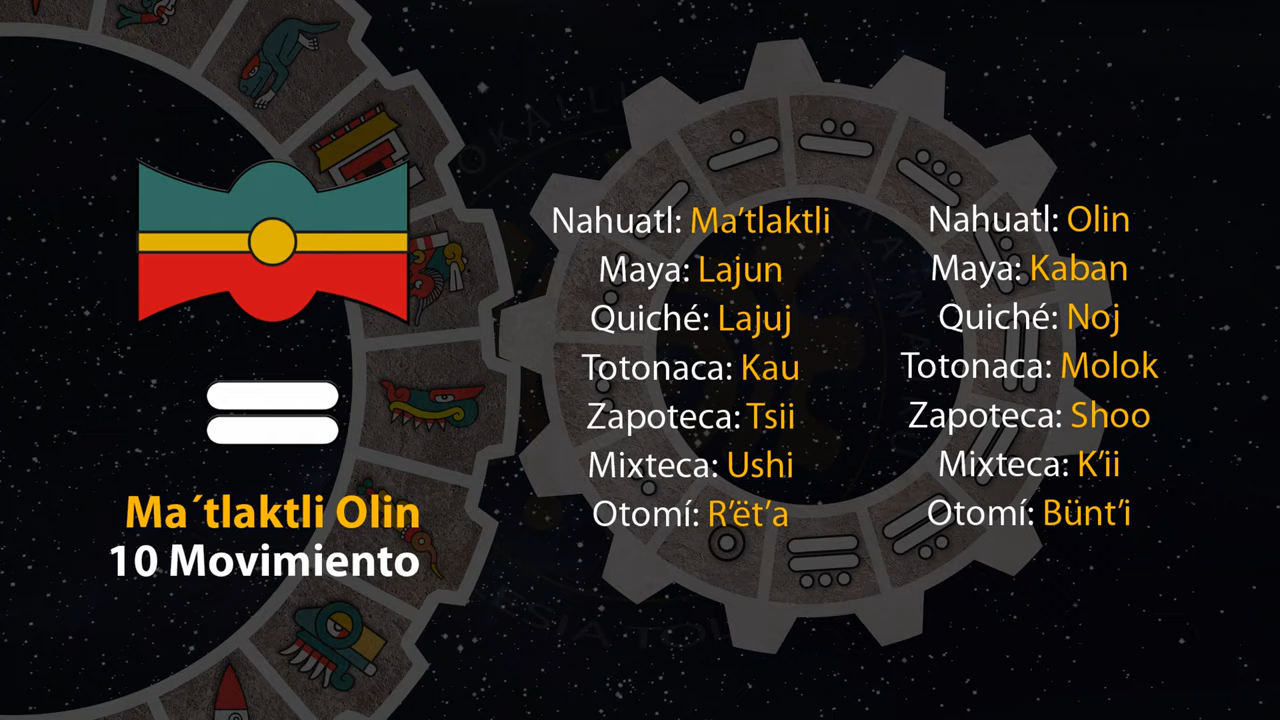 Ma´tlaktli Olin
10 Movimiento
Nahuatl: Ma’tlaktli
Maya: Lajun
Quiché: Lajuj
Totonaca: Kau
Zapoteca: Tsii
Mixteca: Ushi
Otomí: R’ët’a
Nahuatl: Olin
Maya: Kaban
Quiché: Noj
Totonaca: Molok
Zapoteca: Shoo
Mixteca: K’ii
Otomí: Bünt’i